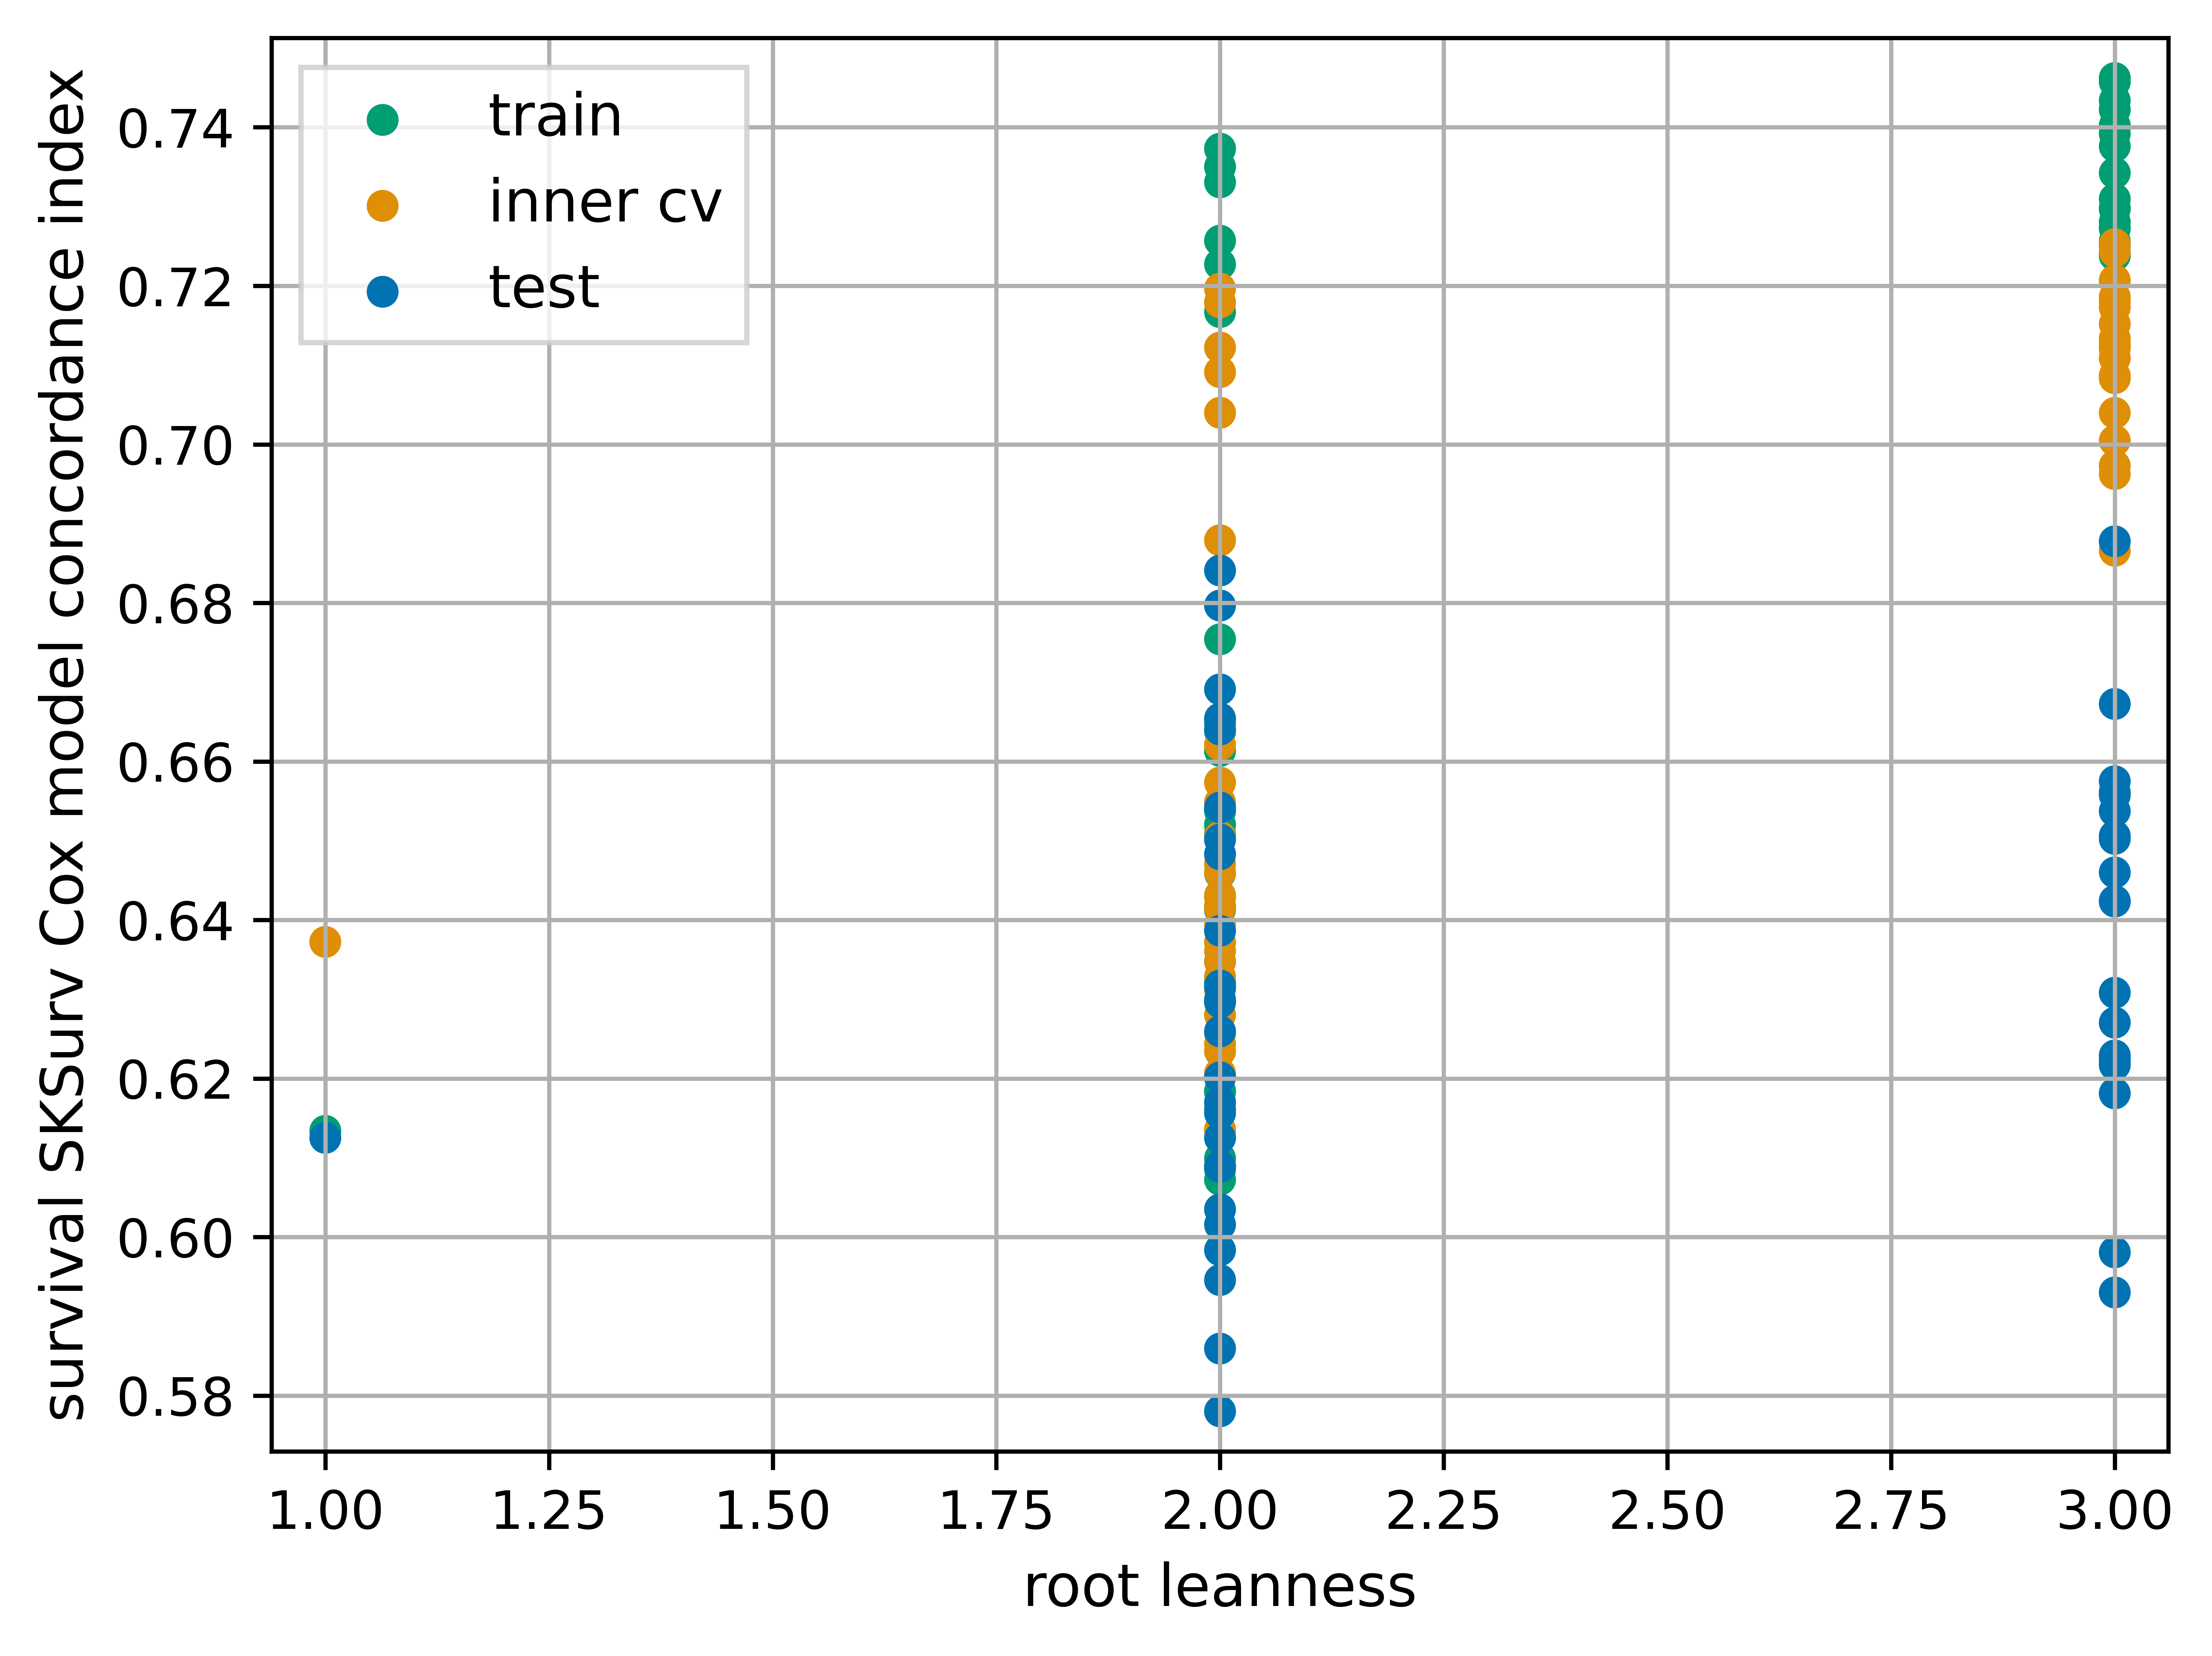 survival SKSurv Cox model concordance index
0.74
0.72
0.70
0.68
0.66
0.64
0.62
0.60
0.58
train
inner cv
test
1.00 1.25 1.50 1.75 2.00 2.25 2.50 2.75 3.00
root leanness